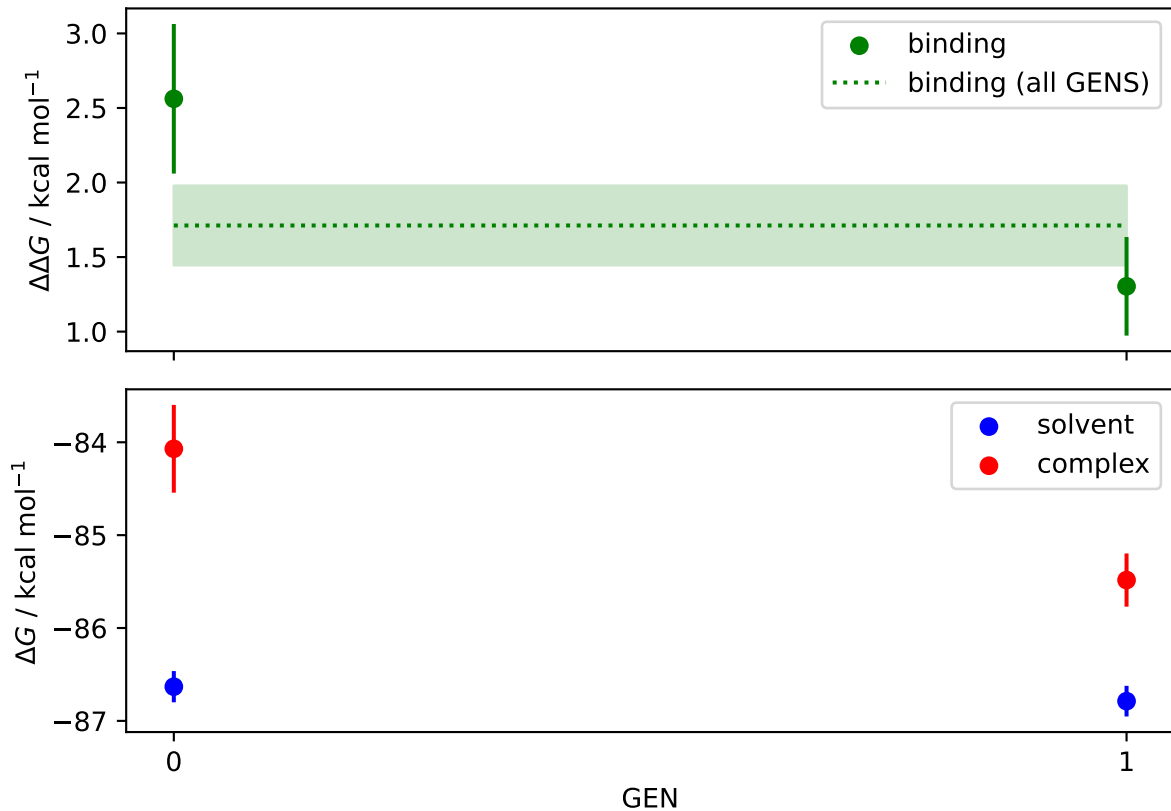 3.0
2.5
2.0
1.5
1.0
ΔΔG / kcal mol⁻¹
binding
binding (all GENS)
−84
−85
−86
−87
ΔG / kcal mol⁻¹
solvent
complex
0
1
GEN